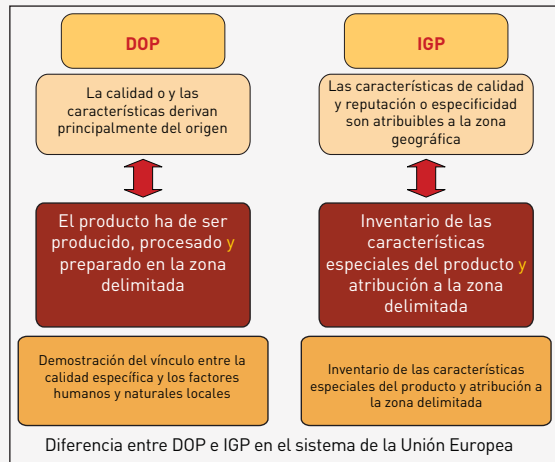 DOP
La calidad o y las
características derivan
principalmente del origen
El producto ha de ser
producido, procesado y
preparado en la zona
delimitada
Demostración del vínculo entre la
calidad específica y los factores
humanos y naturales locales
IGP
Las características de calidad
y reputación o especificidad
son atribuibles a la zona
geográfica
Inventario de las
características
especiales del producto y
atribución a la zona
delimitada
Inventario de las características
especiales del producto y atribución a
la zona delimitada
Diferencia entre DOP e IGP en el sistema de la Unión Europea